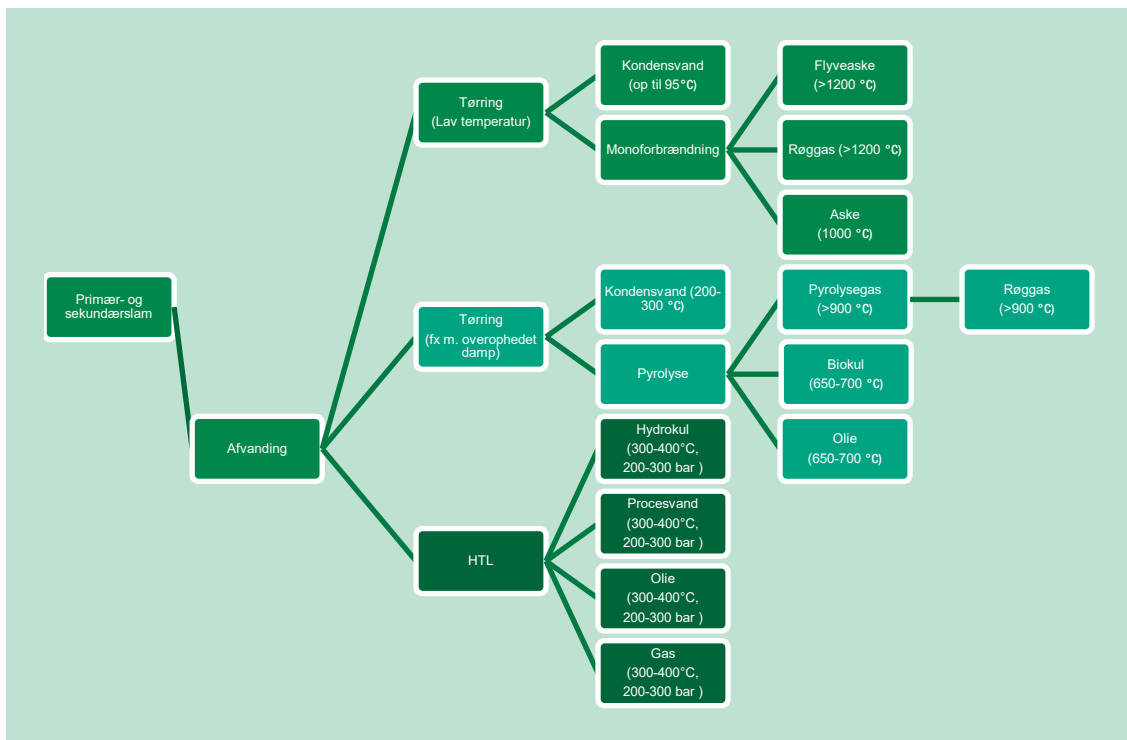 Primær- og
sekundærslam
Afvanding
Tørring
(Lav temperatur)
Kondensvand
(op til 95°C)
Monoforbrændning
Flyveaske
(>1200 °C)
Røggas (>1200 °C)
Aske
(1000 °C)
Tørring
(fx m. overophedet
damp)
Kondensvand (200-
300 °C)
Pyrolyse
Pyrolysegas
(>900 °C)
Røggas
(>900 °C)
Biokul
(650-700 °C)
Olie
(650-700 °C)
HTL
Hydrokul
(300-400°C,
200-300 bar )
Procesvand
(300-400°C,
200-300 bar )
Olie
(300-400°C,
200-300 bar )
Gas
(300-400°C,
200-300 bar )